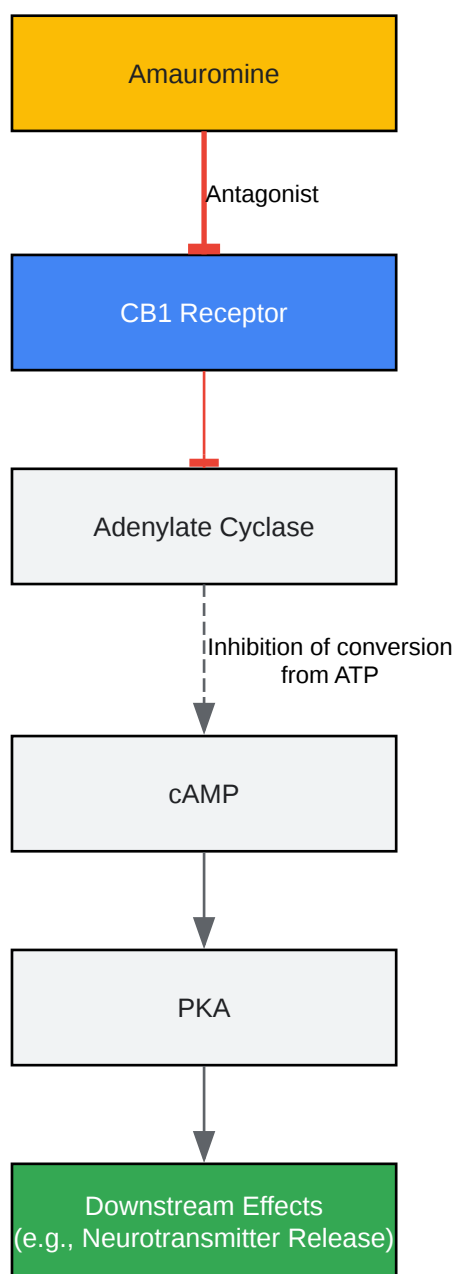 Amauromine
Antagonist
CB1 Receptor
Adenylate Cyclase
Inhibition of conversion
from ATP
cAMP
PKA
Downstream Effects
(e.g., Neurotransmitter Release)